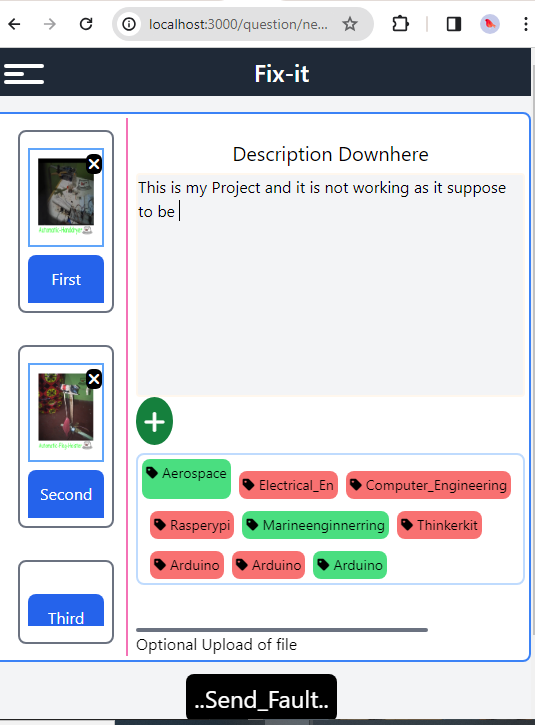 localhost:3000/question/ne...
Fix-it
Description Downhere
This is my Project and it is not working as it suppose
to be
First
Second
Third
Aerospace
Electrical_En
Computer_Engineering
Rasperypi
Marineenginnerring
Thinkerkit
Arduino
Arduino
Arduino
Optional Upload of file
..Send_Fault..